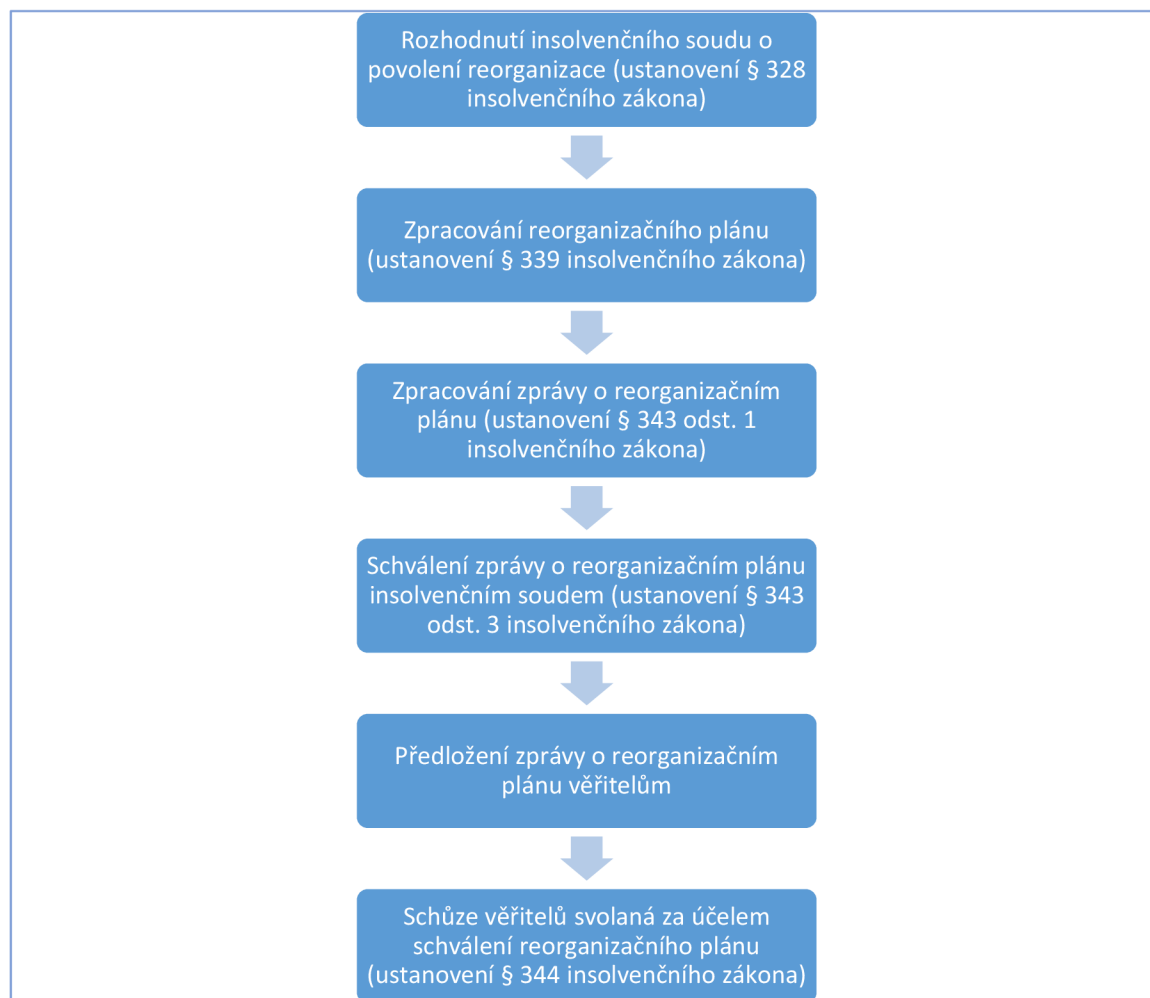 Rozhodnutí insolvenčního soudu o
povolení reorganizace (ustanovení § 328
insolvenčního zákona)
Zpracování reorganizačního plánu
(ustanovení § 339 insolvenčního zákona)
Zpracování zprávy o reorganizačním
plánu (ustanovení § 343 odst. 1
insolvenčního zákona)
Schválení zprávy o reorganizačním plánu
insolvenčním soudem (ustanovení § 343
odst. 3 insolvenčního zákona)
Předložení zprávy o reorganizačním
plánu věřitelům
Schůze věřitelů svolaná za účelem
schválení reorganizačního plánu
(ustanovení § 344 insolvenčního zákona)